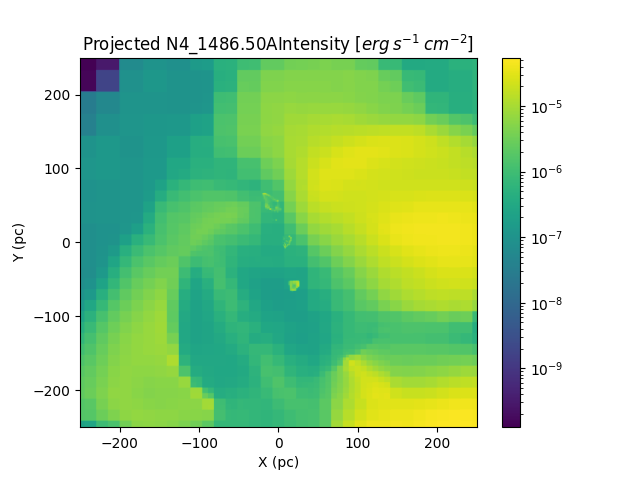 Projected N4_1486.50AIntensity [erg s⁻¹ cm⁻²]
Y (pc)
200
100
0
−100
−200
−200 −100 0 100 200
X (pc)
10⁻⁵
10⁻⁶
10⁻⁷
10⁻⁸
10⁻⁹